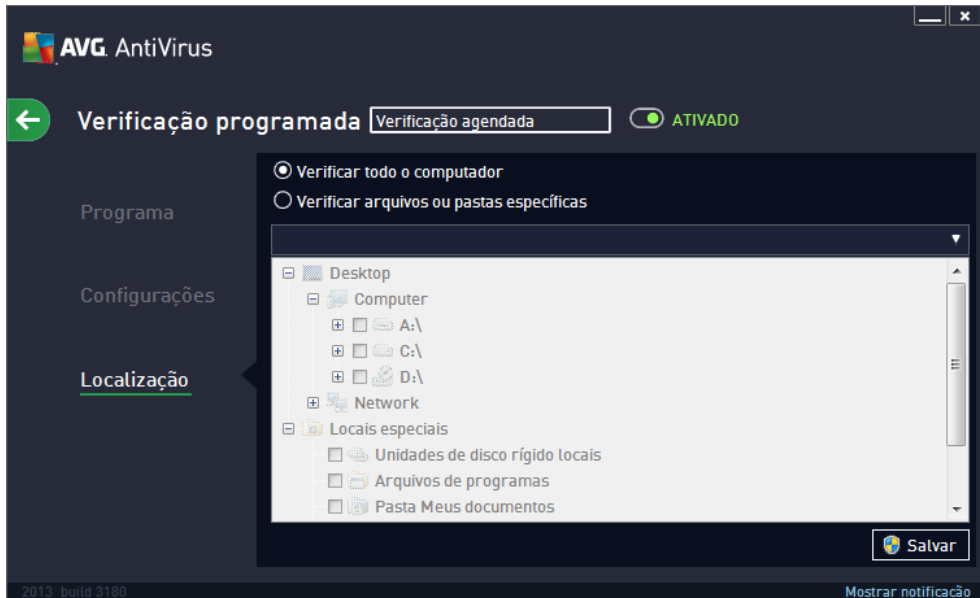 AVG. AntiVirus
Verificação programada
Verificação agendada
ATIVADO
Programa
Configurações
Localização
Verificar todo o computador
Verificar arquivos ou pastas específicas
Desktop
Computer
A:\
C:\
D:\
Network
Locais especiais
Unidades de disco rígido locais
Arquivos de programas
Pasta Meus documentos
Salvar
2013 build 3180
Mostrar notificação